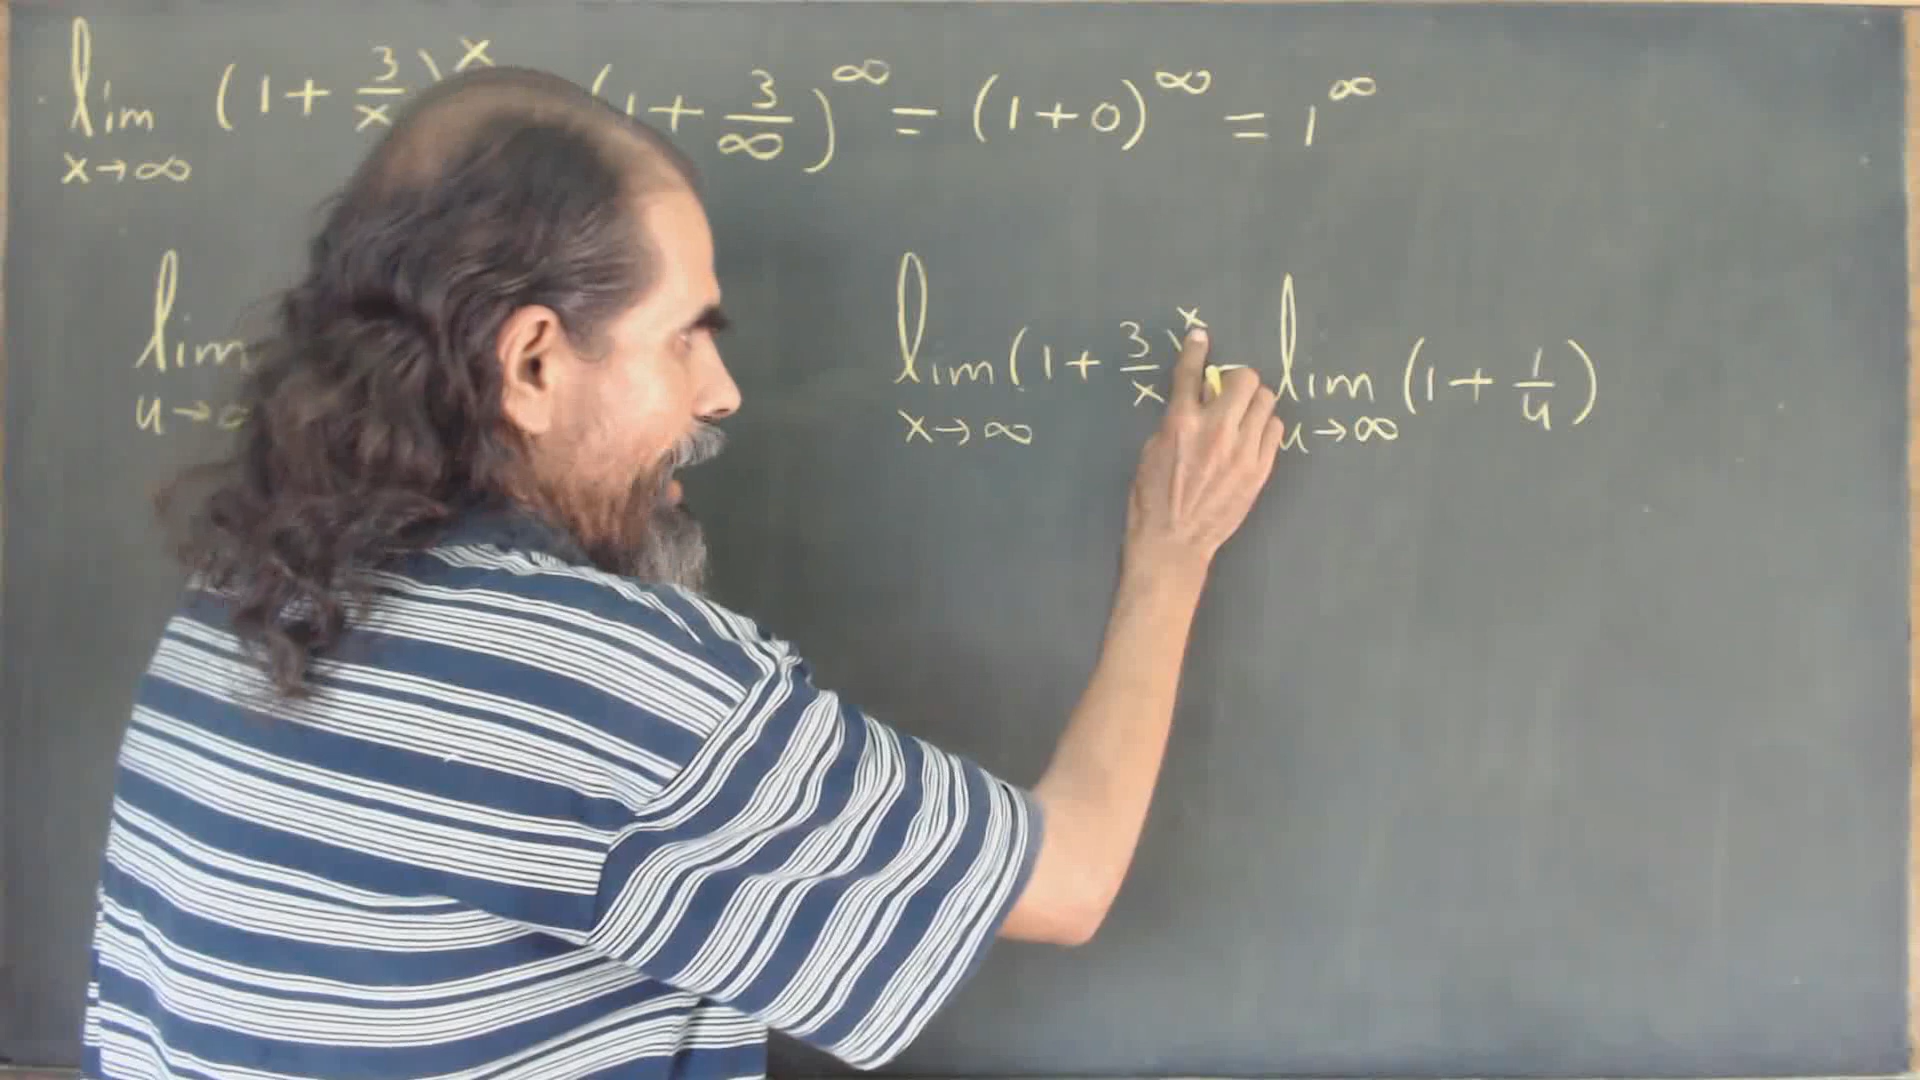 lim (1 + 3/x)^x (1 + 3/∞)^∞ = (1+0)^∞ = 1^∞
x→∞
lim lim (1 + 3/x)^x = lim (1 + 1/u)
u→ x→∞ u→∞